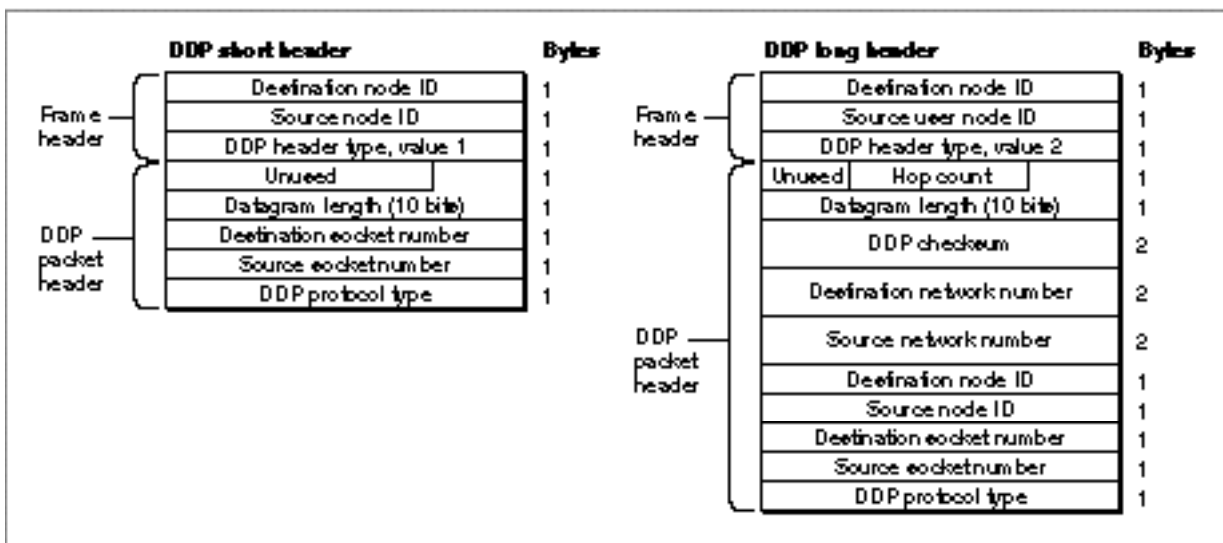 DDP short header Bytes
Frame header
Destination node ID 1
Source node ID 1
DDP header type, value 1 1
DDP packet header
Unused 1
Datagram length (10 bits) 1
Destination socket number 1
Source socket number 1
DDP protocol type 1
DDP long header Bytes
Frame header
Destination node ID 1
Source user node ID 1
DDP header type, value 2 1
DDP packet header
Unused Hop count 1
Datagram length (10 bits) 1
DDP checksum 2
Destination network number 2
Source network number 2
Destination node ID 1
Source node ID 1
Destination socket number 1
Source socket number 1
DDP protocol type 1